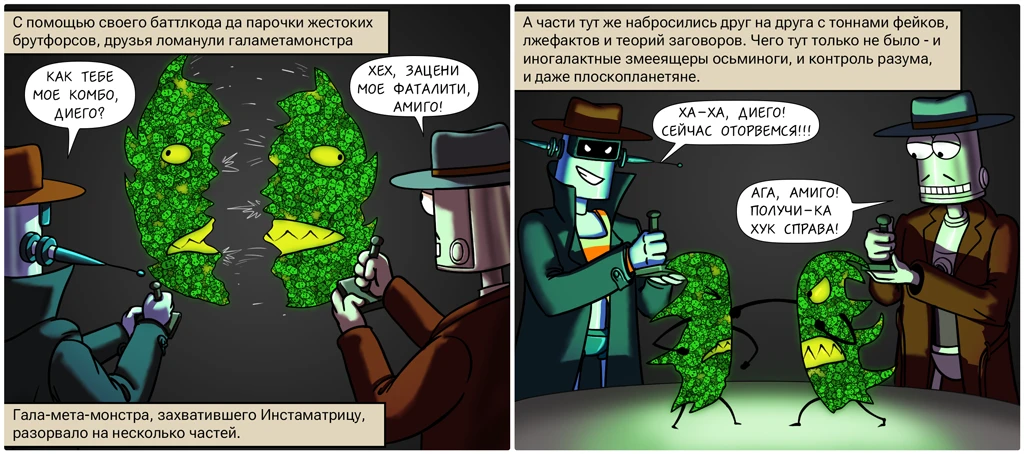 С помощью своего баттлкода да парочки жестоких
брутфорсов, друзья ломанули галаметамонстра
КАК ТЕБЕ
МОЕ КОМБО,
ДИЕГО?
ХЕХ, ЗАЦЕНИ
МОЕ ФАТАЛИТИ,
АМИГО!
Гала-мета-монстра, захватившего Инстаматрицу,
разорвало на несколько частей.
А части тут же набросились друг на друга с тоннами фейков,
лжефактов и теорий заговоров. Чего тут только не было - и
иногалактные змееящеры осьминоги, и контроль разума,
и даже плоскопланетяне.
ХА-ХА, ДИЕГО!
СЕЙЧАС ОТОРВЕМСЯ!!!
АГА, АМИГО!
ПОЛУЧИ-КА
ХУК СПРАВА!